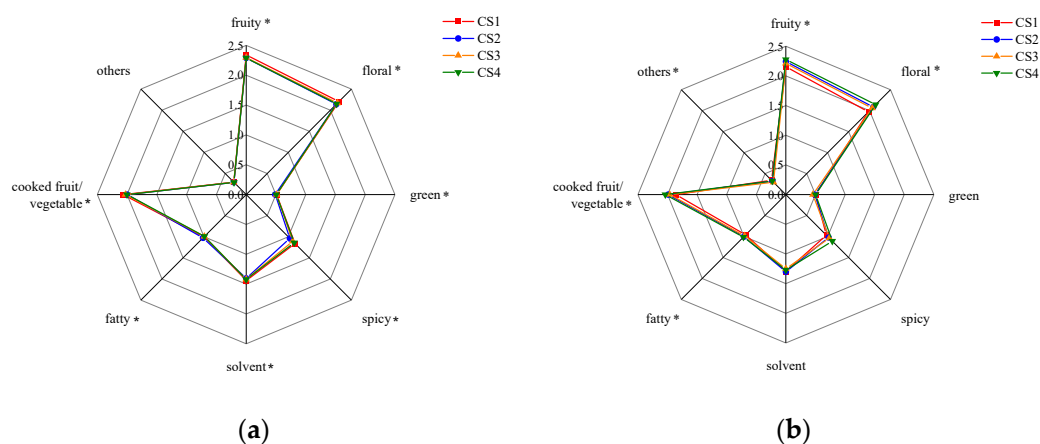 fruity *
CS1
CS2
CS3
CS4
2.5
2.0
1.5
1.0
0.5
0.0
others
floral *
cooked fruit/
vegetable *
green *
fatty *
spicy *
solvent *
(a)
fruity *
CS1
CS2
CS3
CS4
2.5
2.0
1.5
1.0
0.5
0.0
others *
floral *
cooked fruit/
vegetable *
green
fatty *
spicy
solvent
(b)